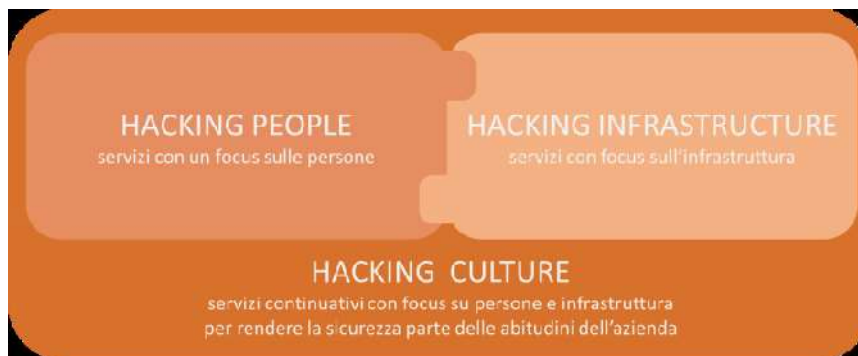 HACKING PEOPLE
servizi con un focus sulle persone
HACKING INFRASTRUCTURE
servizi con focus sull'infrastruttura
HACKING CULTURE
servizi continuativi con focus su persone e infrastruttura
per rendere la sicurezza parte delle abitudini dell'azienda